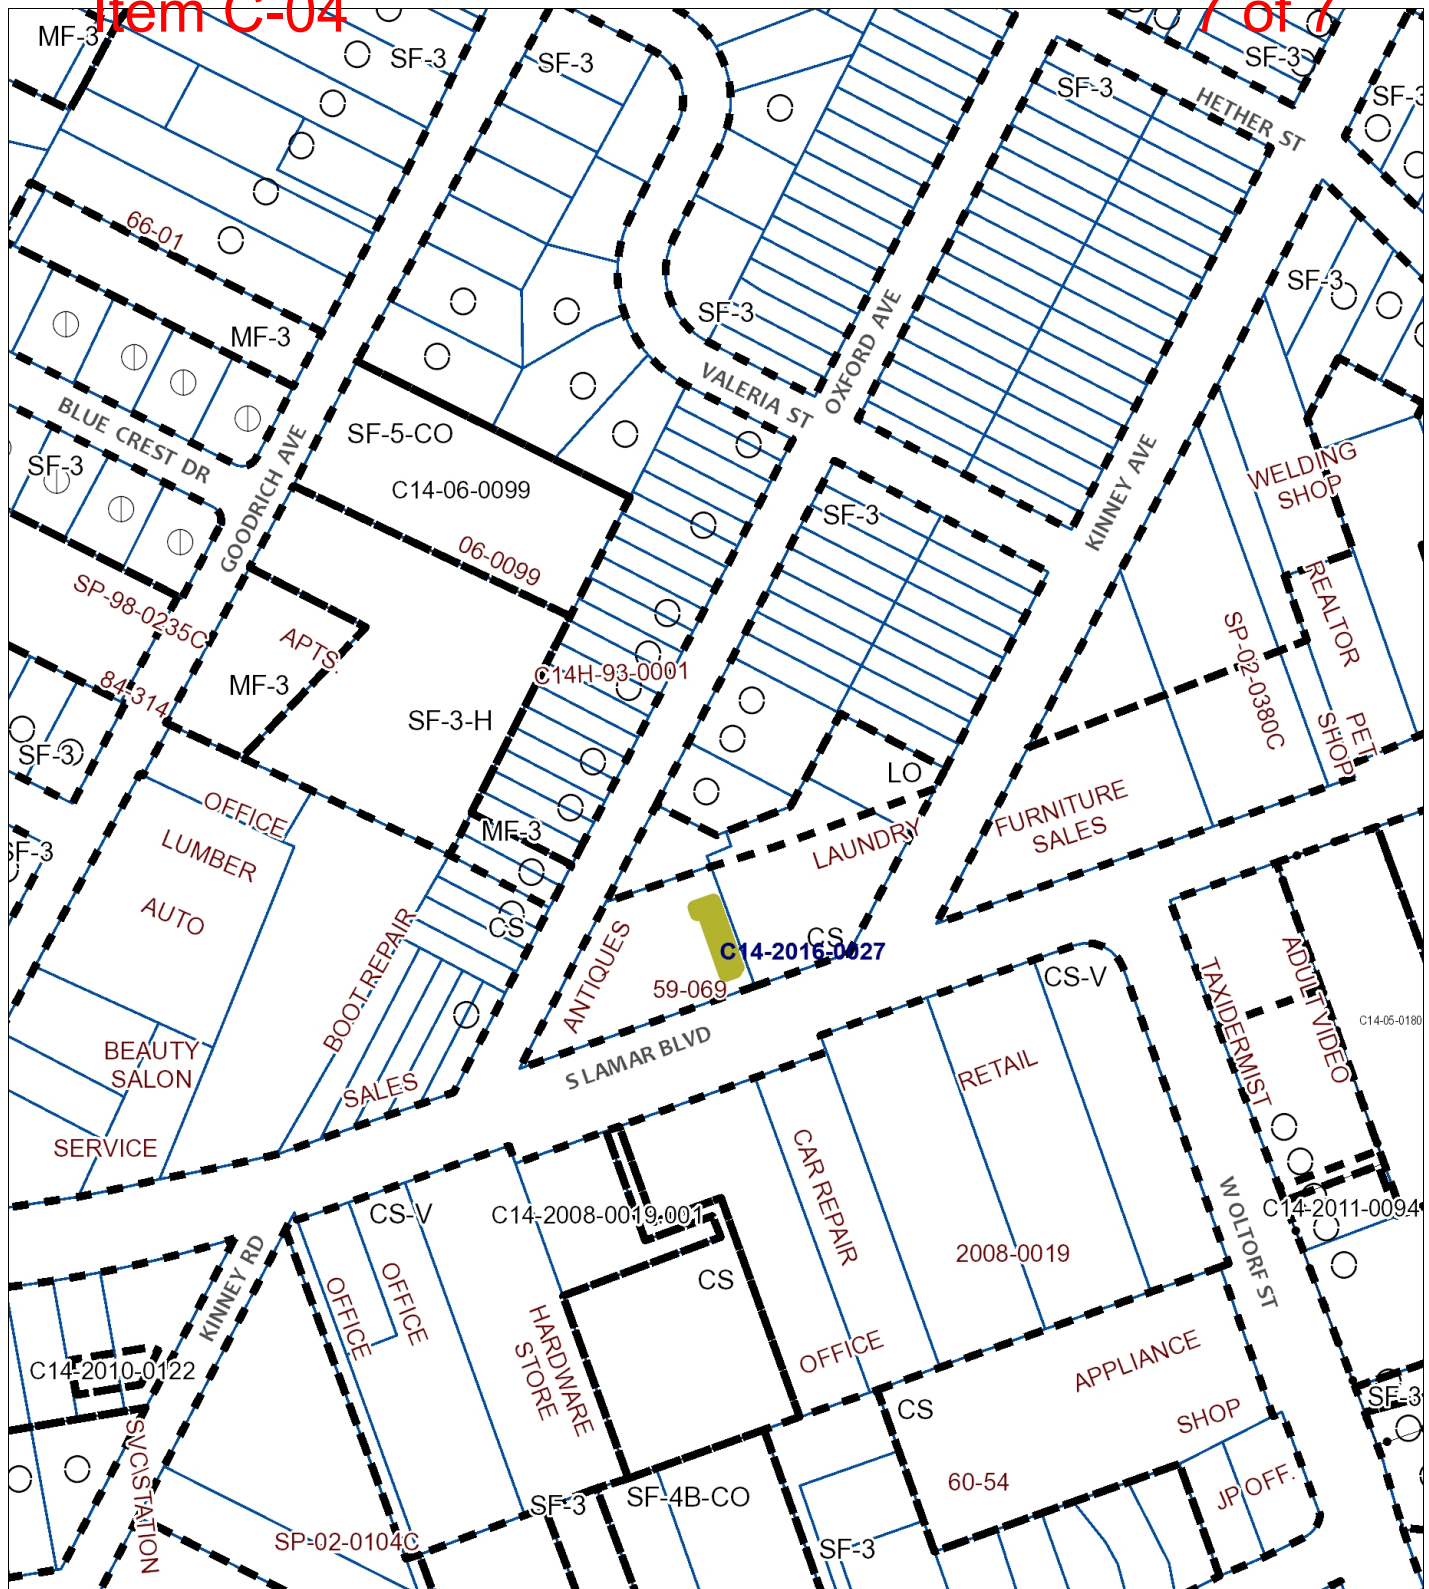 Item C-04
7 of 7
MF-3
SF-3
SF-3
SF-3
SF-3
SF-3
HETHER ST
66-01
MF-3
SF-3
SF-3
OXFORD AVE
VALERIA ST
BLUE CREST DR
SF-5-CO
C14-06-0099
SF-3
GOODRICH AVE
KINNEY AVE
WELDING
SHOP
SF-3
06-0099
SP-98-0235C
APTS.
REALTOR
SP-02-0380C
C14H-93-0001
84-314
MF-3
SF-3-H
SF-3
PET
SHOP
LO
OFFICE
LUMBER
MF-3
FURNITURE
SALES
LAUNDRY
SF-3
AUTO
BOOT REPAIR
CS
ANTIQUES
CS
C14-2016-0027
59-069
CS-V
TAXIDERMIST
ADULT VIDEO
C14-05-0180
S LAMAR BLVD
BEAUTY
SALON
SALES
RETAIL
SERVICE
CAR REPAIR
W OLTORF ST
CS-V
C14-2008-0019.001
C14-2011-0094
KINNEY RD
2008-0019
CS
OFFICE
OFFICE
HARDWARE
STORE
OFFICE
APPLIANCE
SHOP
C14-2010-0122
CS
SF-3
SVC\STATION
60-54
JP OFF.
SF-3
SF-4B-CO
SP-02-0104C
SF-3